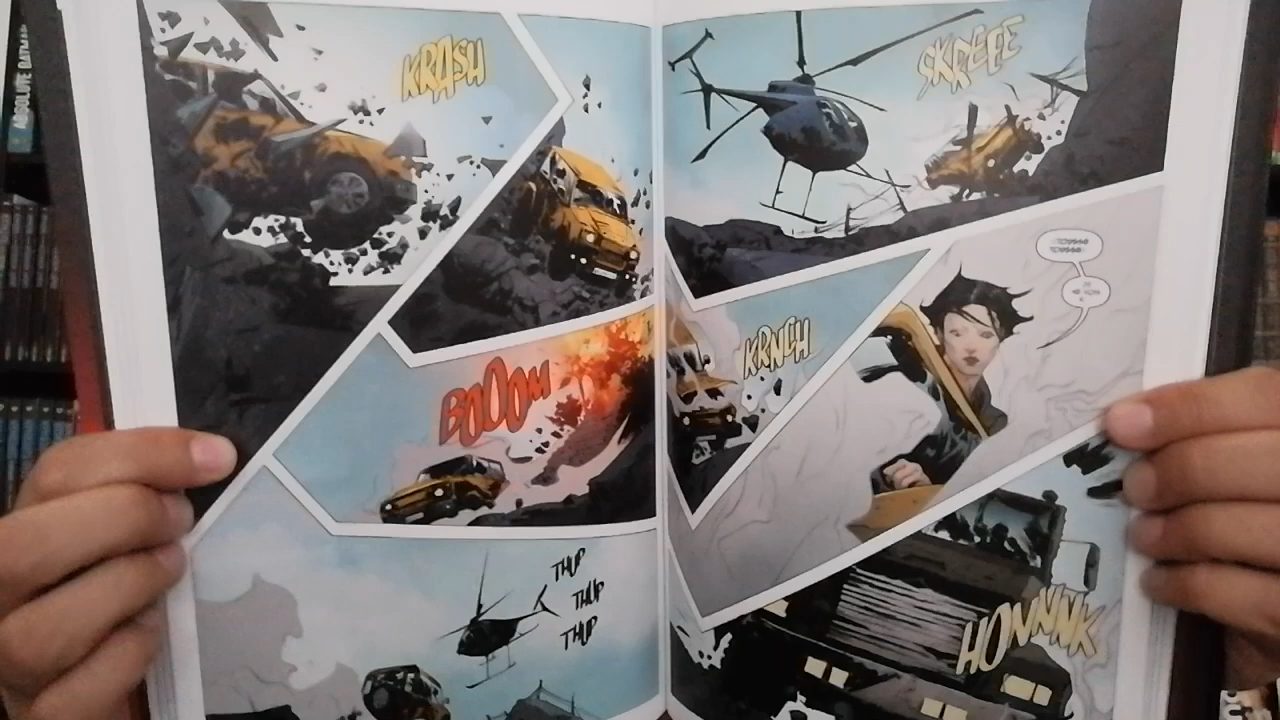 ABSOLUTE BATMAN
KRASH
BOOOM
THUP
THUP
THUP
SKREEE
KRNCH
HONNNK